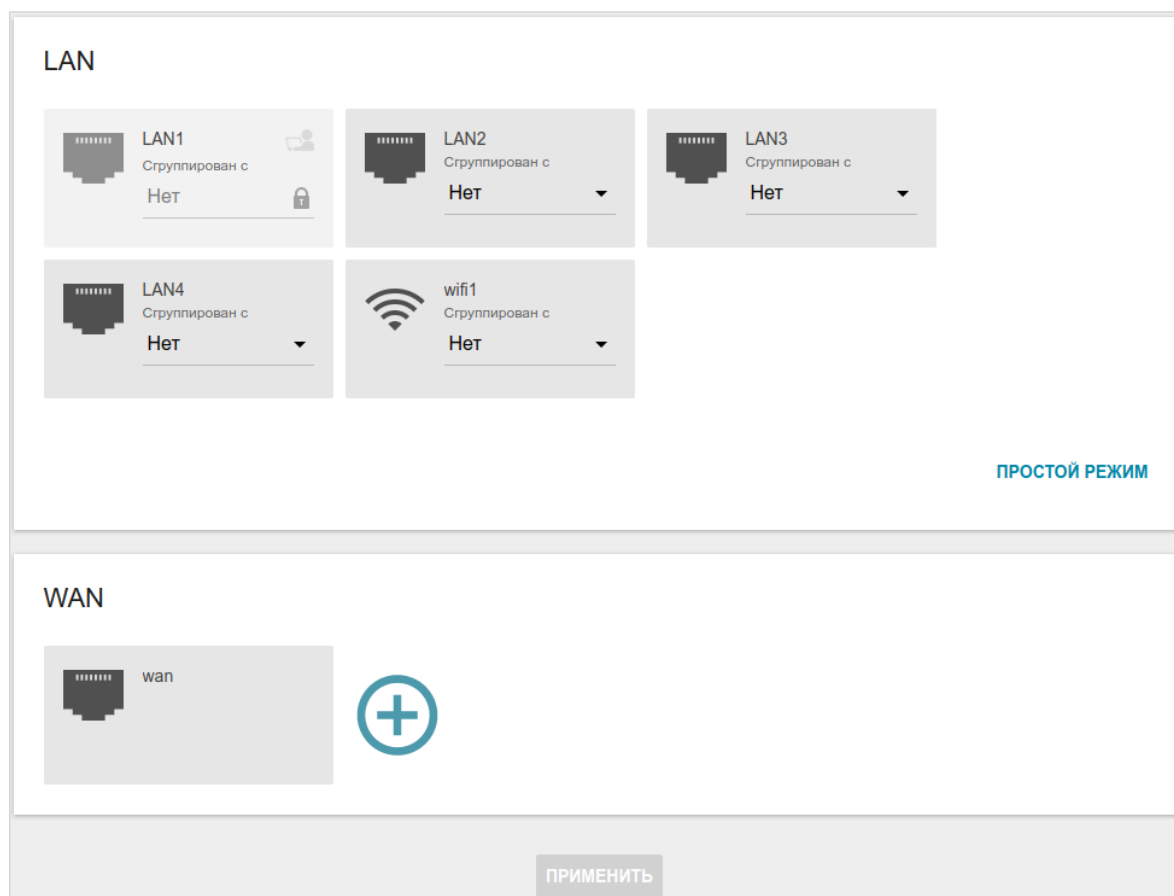 LAN
LAN1
Сгруппирован с
Нет
LAN2
Сгруппирован с
Нет
LAN3
Сгруппирован с
Нет
LAN4
Сгруппирован с
Нет
wifi1
Сгруппирован с
Нет
ПРОСТОЙ РЕЖИМ
WAN
wan
ПРИМЕНИТЬ